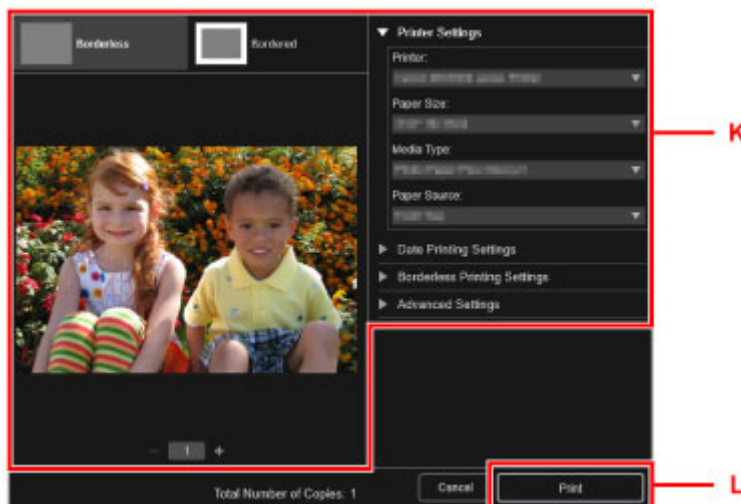 Borderless
Bordered
Printer Settings
Printer:
Paper Size:
Media Type:
Paper Source:
Date Printing Settings
Borderless Printing Settings
Advanced Settings
K
− 1 +
Total Number of Copies: 1
Cancel
Print
L